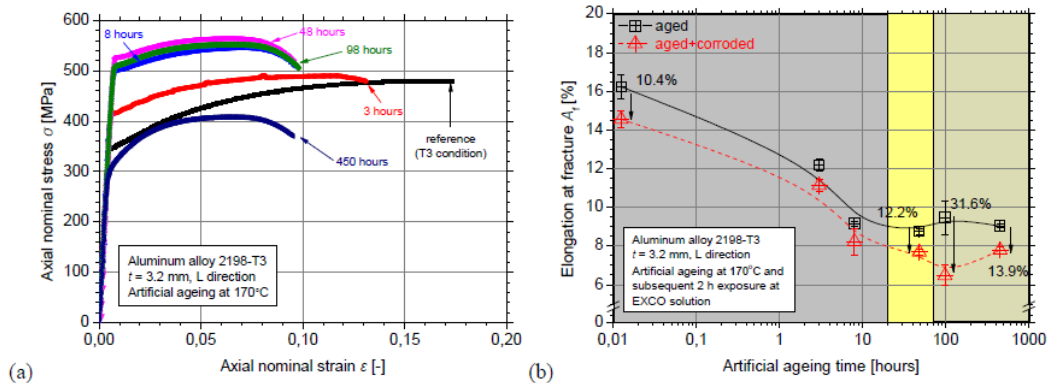 600
500
400
300
200
100
0
0,00 0,05 0,10 0,15 0,20
Axial nominal stress σ [MPa]
Axial nominal strain ε [-]
8 hours
48 hours
98 hours
3 hours
reference
(T3 condition)
450 hours
Aluminum alloy 2198-T3
t = 3.2 mm, L direction
Artificial ageing at 170°C
(a)
20
18
16
14
12
10
8
6
0
0,01 0,1 1 10 100 1000
Elongation at fracture Af [%]
Artificial ageing time [hours]
aged
aged+corroded
10.4%
12.2%
31.6%
13.9%
Aluminum alloy 2198-T3
t = 3.2 mm, L direction
Artificial ageing at 170°C and
subsequent 2 h exposure at
EXCO solution
(b)